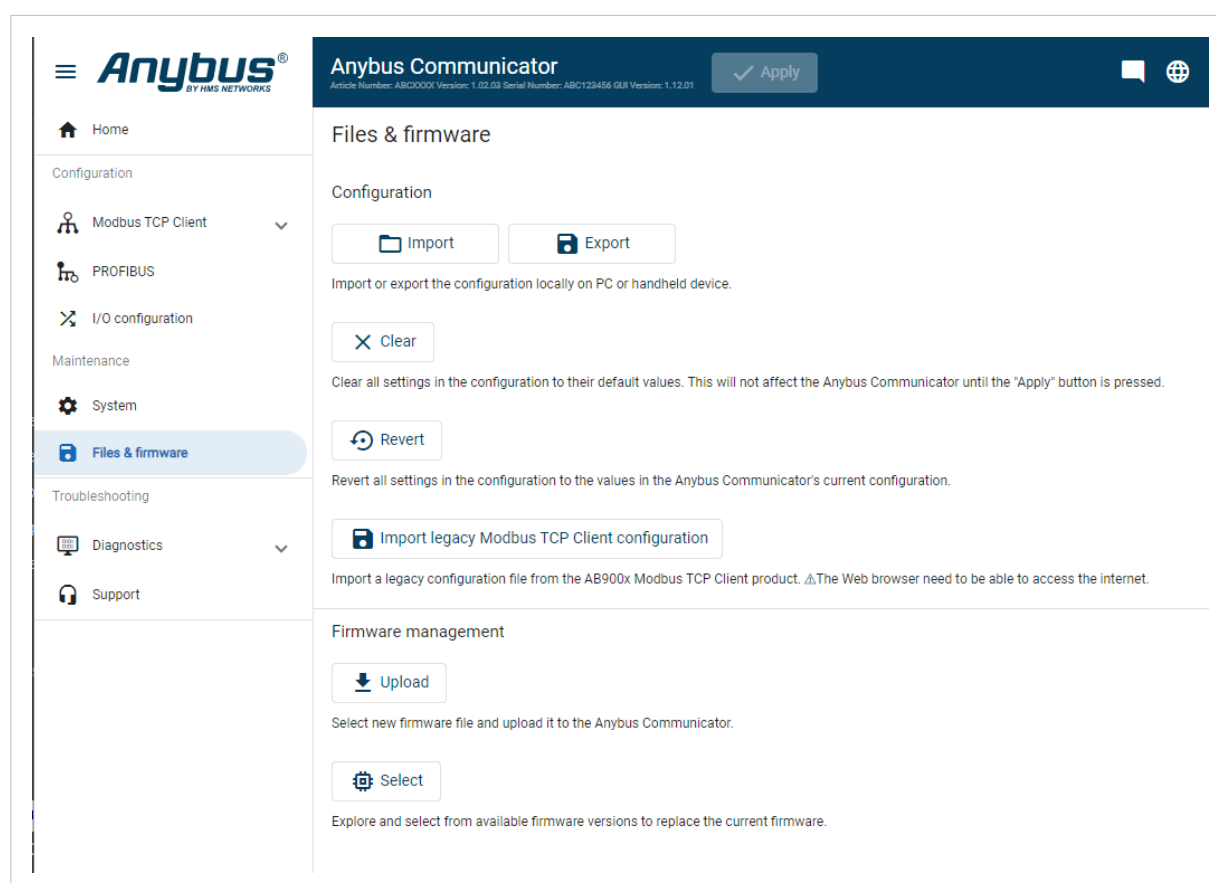 Anybus®
BY HMS NETWORKS
Anybus Communicator
Article Number: ABCXXXX Version: 1.02.03 Serial Number: ABC123456 GUI Version: 1.12.01
Apply
Home
Configuration
Modbus TCP Client
PROFIBUS
I/O configuration
Maintenance
System
Files & firmware
Troubleshooting
Diagnostics
Support
Files & firmware
Configuration
Import
Export
Import or export the configuration locally on PC or handheld device.
Clear
Clear all settings in the configuration to their default values. This will not affect the Anybus Communicator until the "Apply" button is pressed.
Revert
Revert all settings in the configuration to the values in the Anybus Communicator's current configuration.
Import legacy Modbus TCP Client configuration
Import a legacy configuration file from the AB900x Modbus TCP Client product. ⚠The Web browser need to be able to access the internet.
Firmware management
Upload
Select new firmware file and upload it to the Anybus Communicator.
Select
Explore and select from available firmware versions to replace the current firmware.